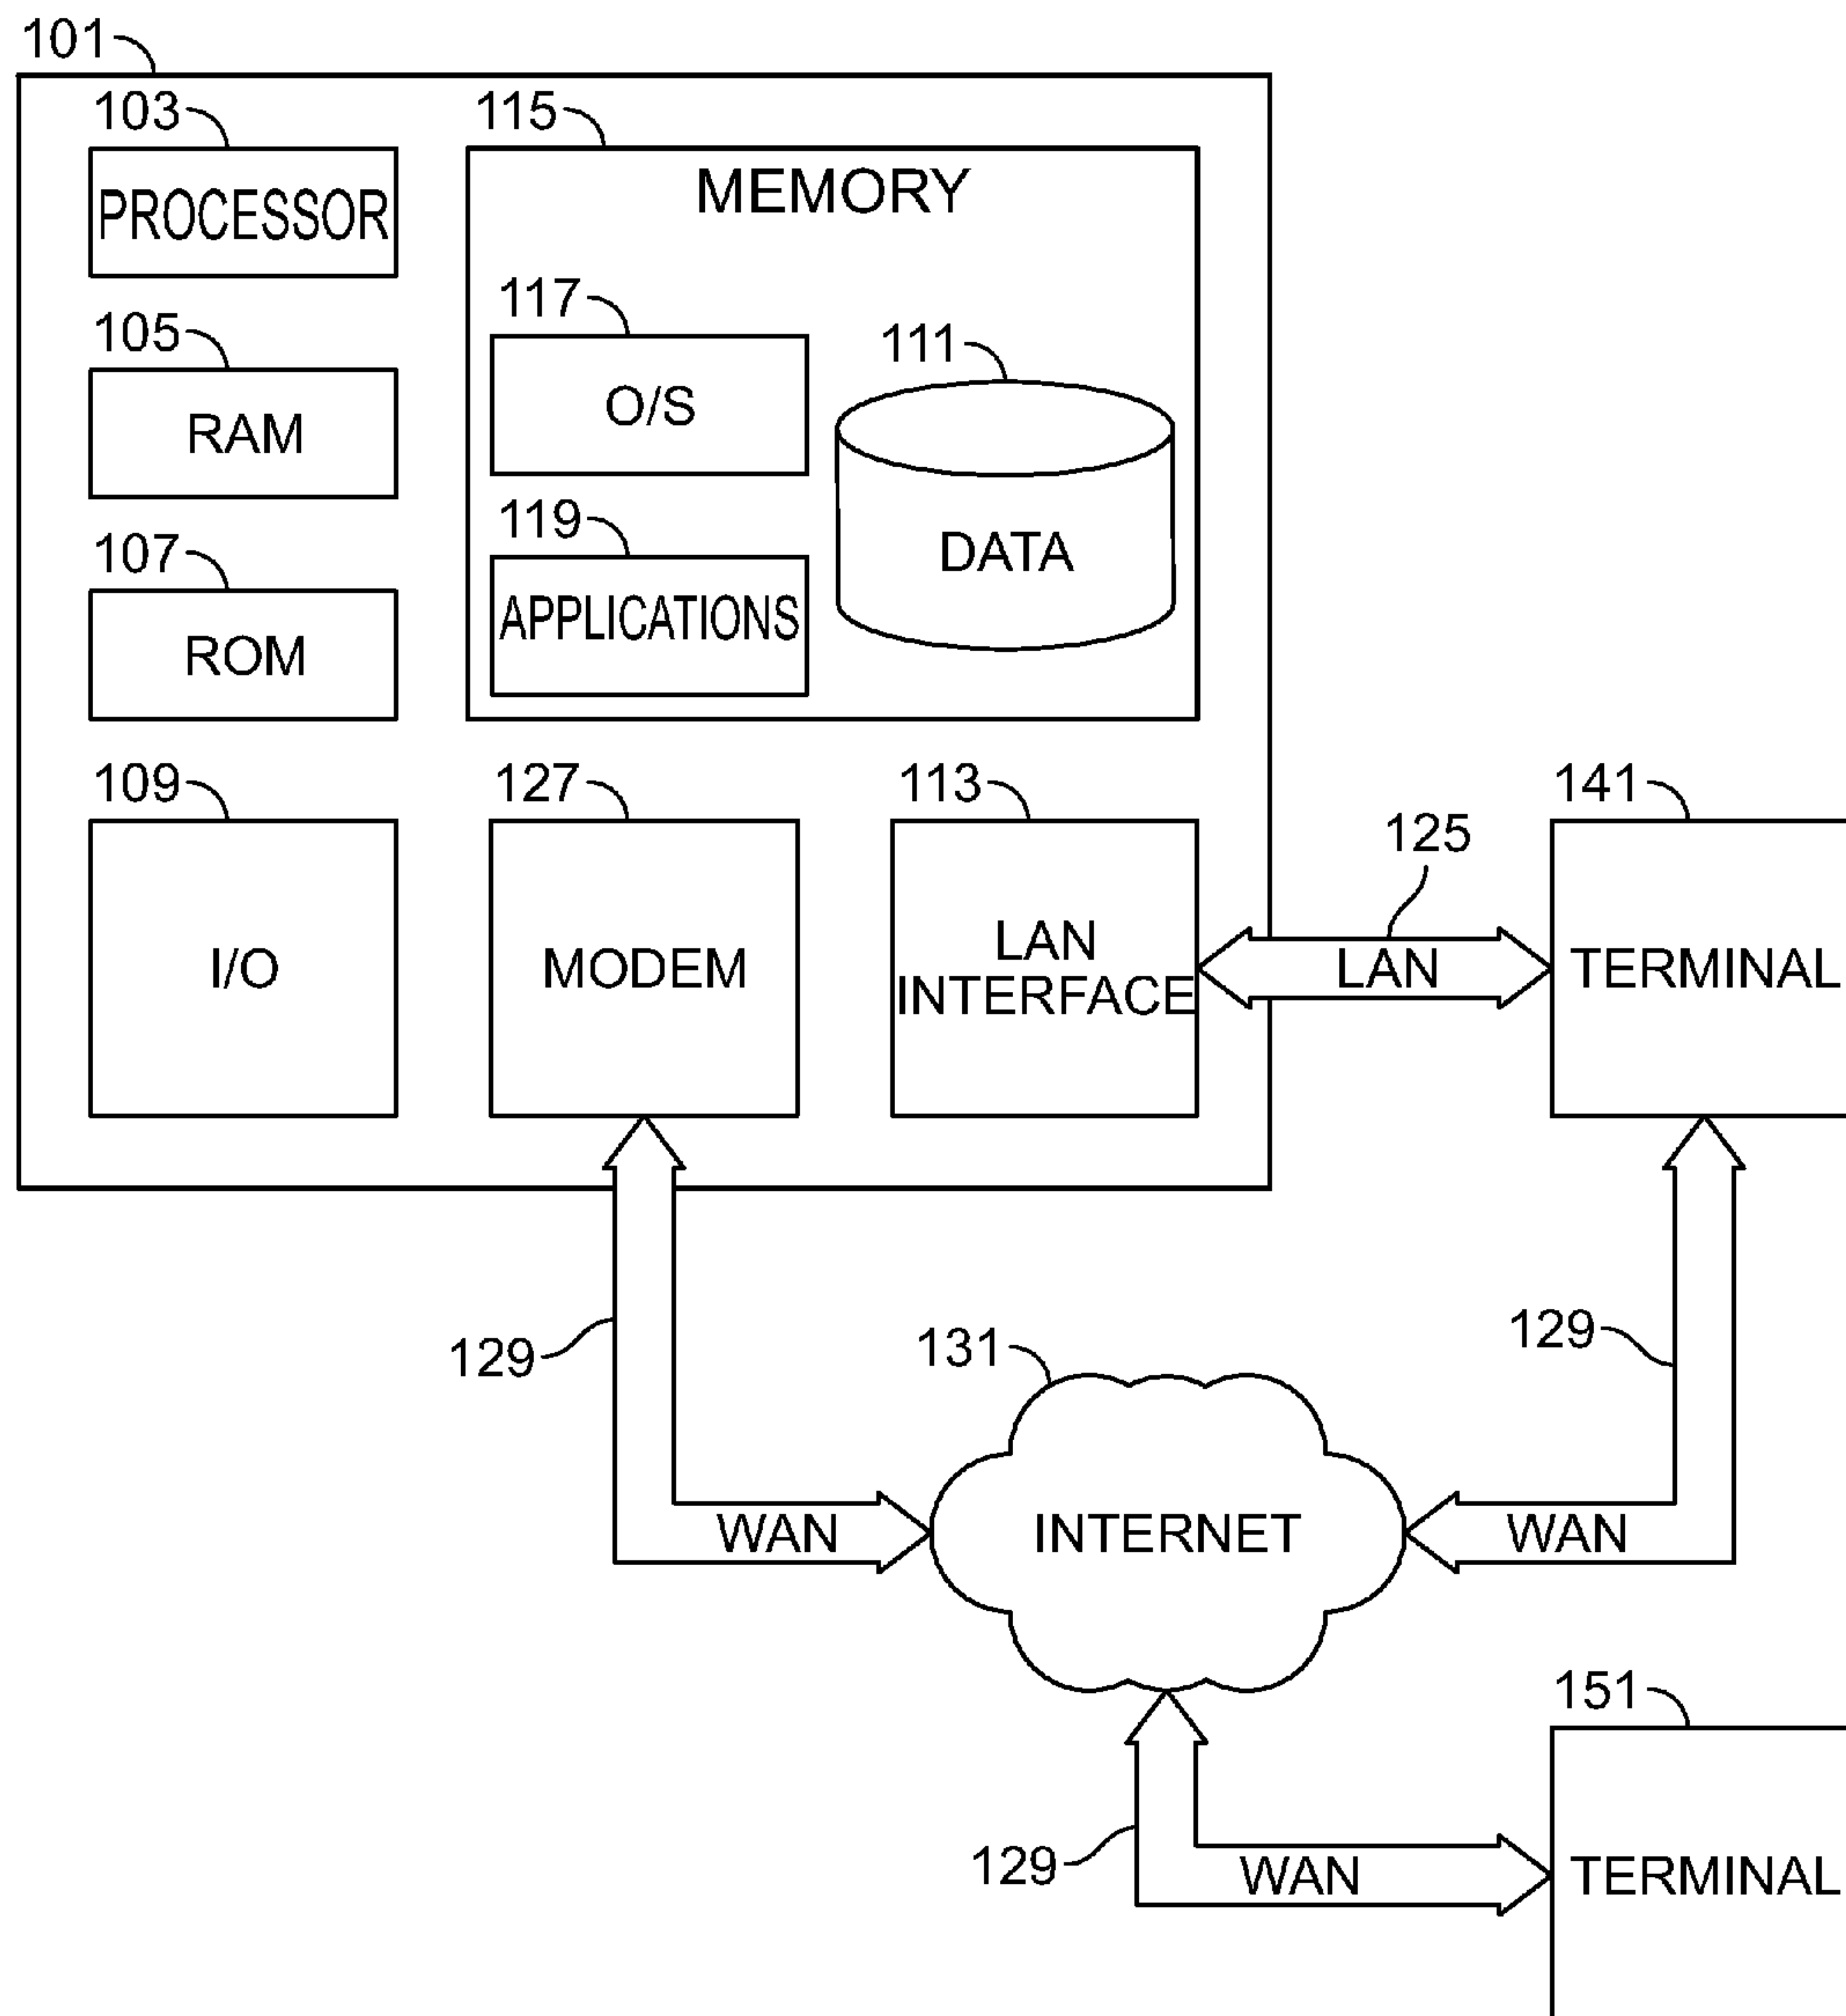 101
103
115
PROCESSOR
MEMORY
117
111
105
O/S
RAM
119
DATA
107
APPLICATIONS
ROM
109
127
113
141
125
I/O
MODEM
LAN
INTERFACE
LAN
TERMINAL
129
131
129
WAN
INTERNET
WAN
151
129
WAN
TERMINAL